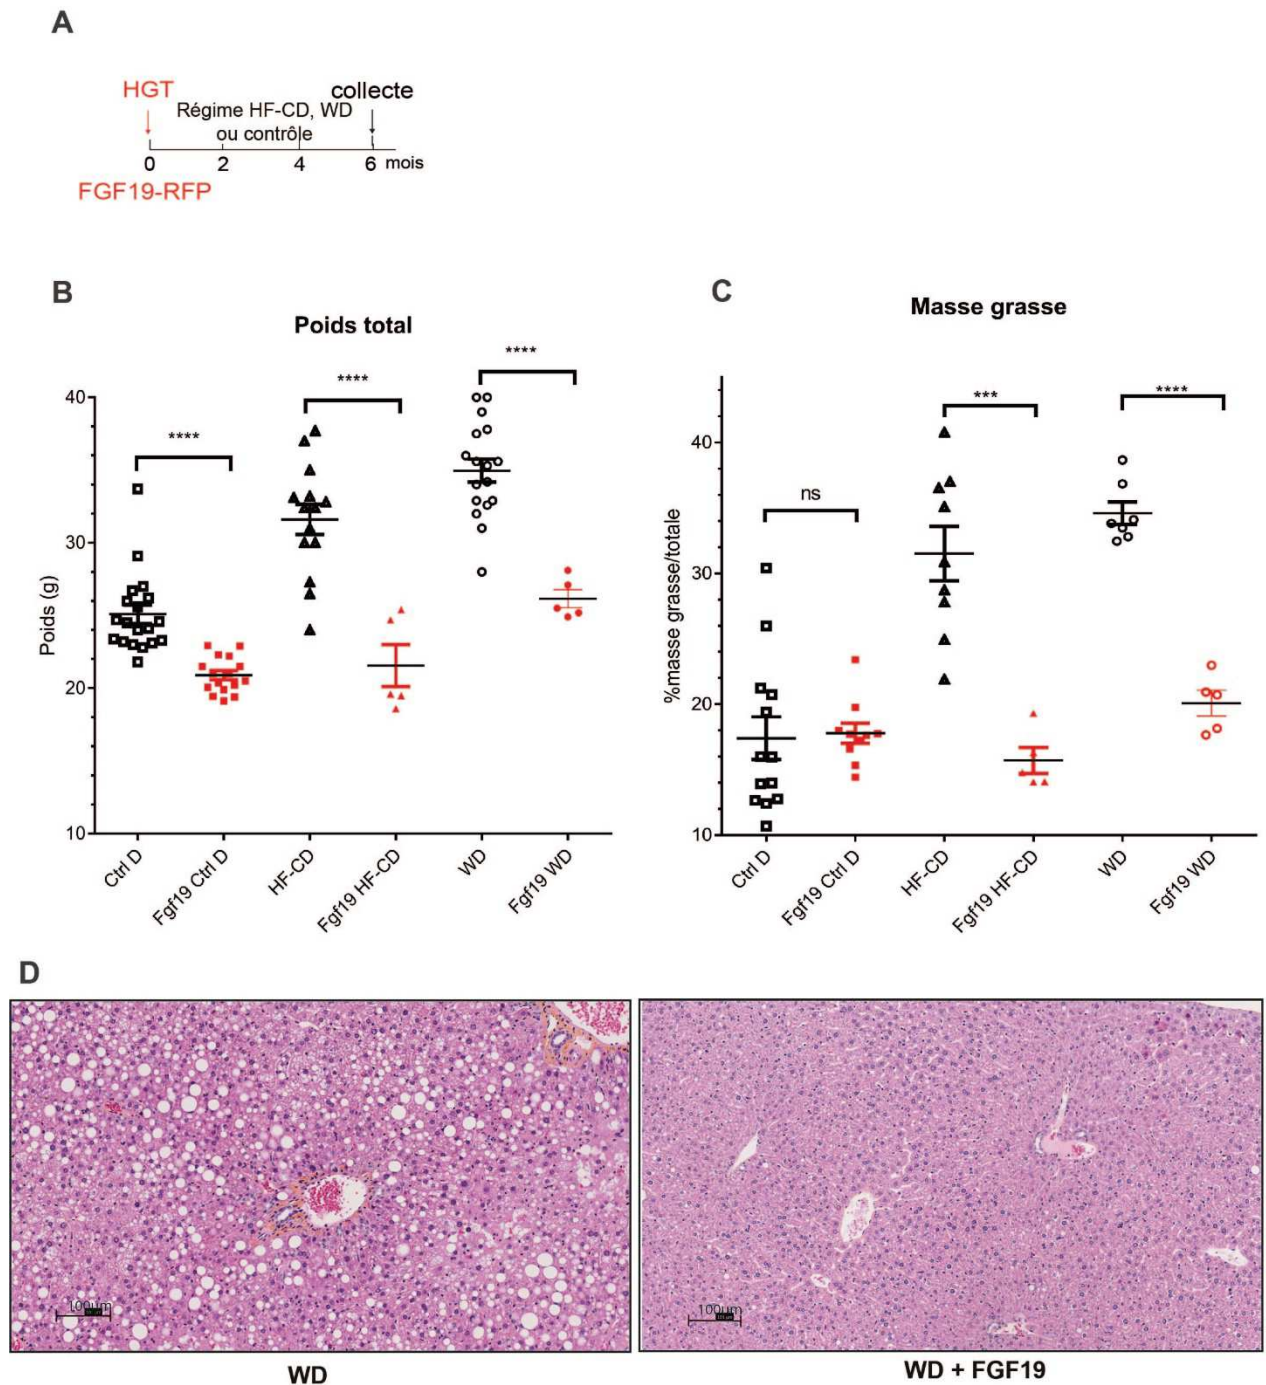 A
HGT
collecte
Régime HF-CD, WD
ou contrôle
0 2 4 6 mois
FGF19-RFP
B
Poids total
****
****
****
40
30
20
10
Poids (g)
Ctrl D
Fgf19 Ctrl D
HF-CD
Fgf19 HF-CD
WD
Fgf19 WD
C
Masse grasse
ns
***
****
40
30
20
10
%masse grasse/totale
Ctrl D
Fgf19 Ctrl D
HF-CD
Fgf19 HF-CD
WD
Fgf19 WD
D
100µm
100µm
WD
WD + FGF19